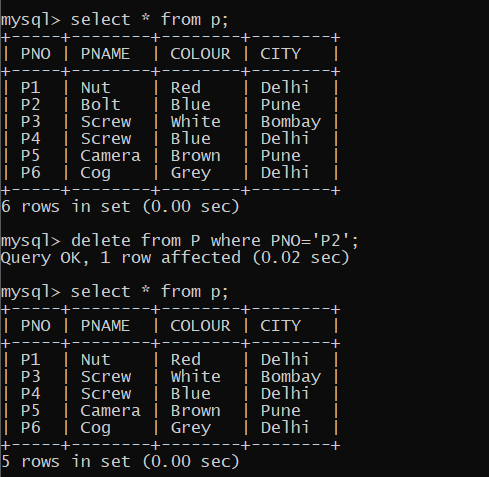 mysql> select * from p;
+-----+--------+--------+--------+
| PNO | PNAME  | COLOUR | CITY   |
+-----+--------+--------+--------+
| P1  | Nut    | Red    | Delhi  |
| P2  | Bolt   | Blue   | Pune   |
| P3  | Screw  | White  | Bombay |
| P4  | Screw  | Blue   | Delhi  |
| P5  | Camera | Brown  | Pune   |
| P6  | Cog    | Grey   | Delhi  |
+-----+--------+--------+--------+
6 rows in set (0.00 sec)

mysql> delete from P where PNO='P2';
Query OK, 1 row affected (0.02 sec)

mysql> select * from p;
+-----+--------+--------+--------+
| PNO | PNAME  | COLOUR | CITY   |
+-----+--------+--------+--------+
| P1  | Nut    | Red    | Delhi  |
| P3  | Screw  | White  | Bombay |
| P4  | Screw  | Blue   | Delhi  |
| P5  | Camera | Brown  | Pune   |
| P6  | Cog    | Grey   | Delhi  |
+-----+--------+--------+--------+
5 rows in set (0.00 sec)